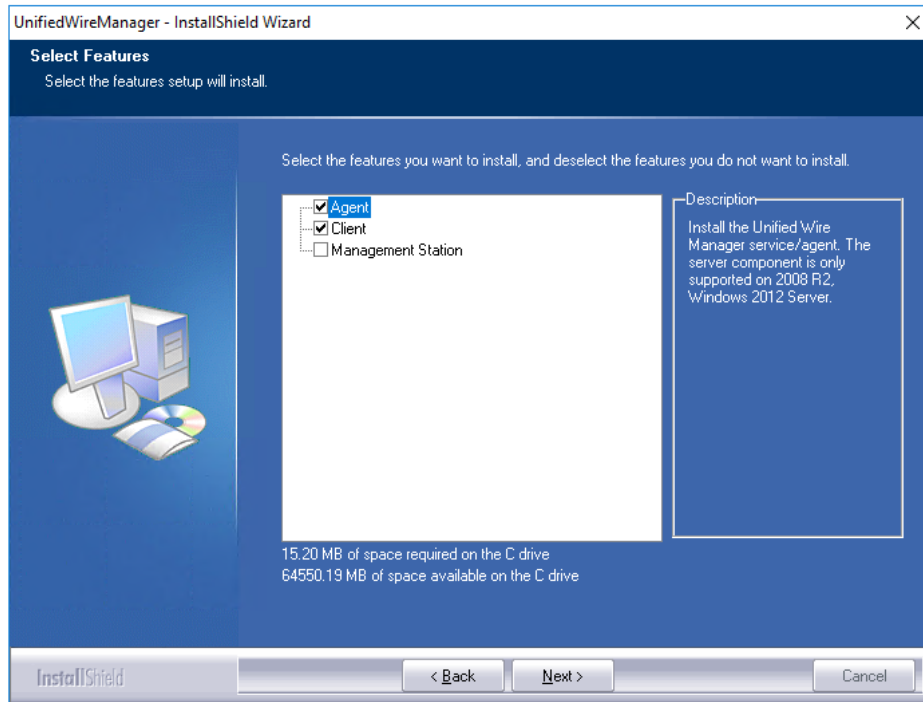 UnifiedWireManager - InstallShield Wizard
Select Features
Select the features setup will install.
Select the features you want to install, and deselect the features you do not want to install.
Agent
Client
Management Station
Description
Install the Unified Wire
Manager service/agent. The
server component is only
supported on 2008 R2,
Windows 2012 Server.
15.20 MB of space required on the C drive
64550.19 MB of space available on the C drive
InstallShield
< Back
Next >
Cancel